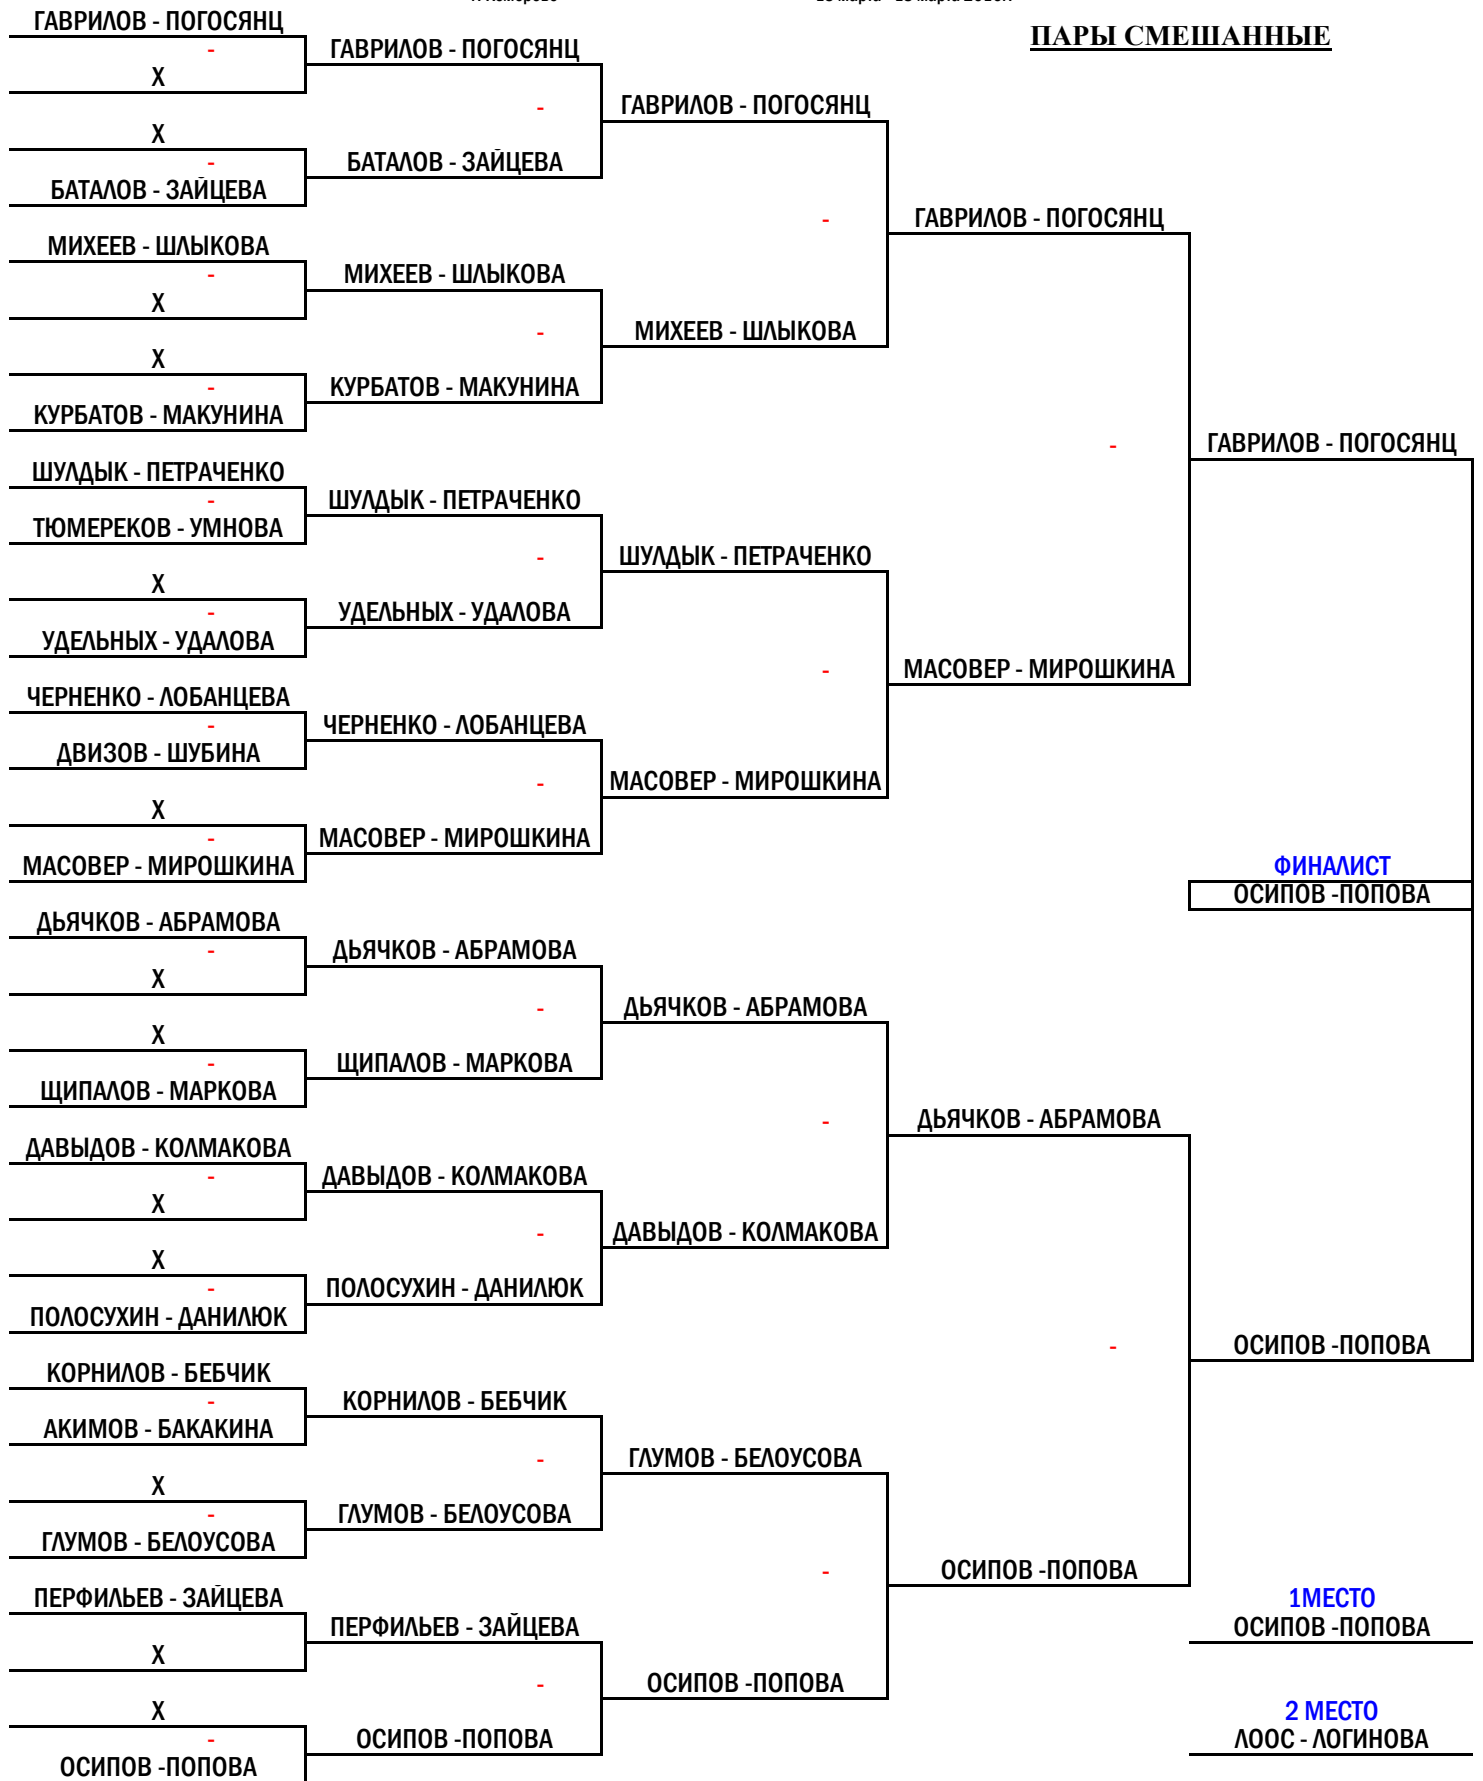 ПАРЫ СМЕШАННЫЕ
ГАВРИЛОВ - ПОГОСЯНЦ
-
X
X
-
БАТАЛОВ - ЗАЙЦЕВА
МИХЕЕВ - ШЛЫКОВА
-
X
X
-
КУРБАТОВ - МАКУНИНА
ШУЛДЫК - ПЕТРАЧЕНКО
-
ТЮМЕРЕКОВ - УМНОВА
X
-
УДЕЛЬНЫХ - УДАЛОВА
ЧЕРНЕНКО - ЛОБАНЦЕВА
-
ДВИЗОВ - ШУБИНА
X
-
МАСОВЕР - МИРОШКИНА
ДЬЯЧКОВ - АБРАМОВА
-
X
X
-
ЩИПАЛОВ - МАРКОВА
ДАВЫДОВ - КОЛМАКОВА
-
X
X
-
ПОЛОСУХИН - ДАНИЛЮК
КОРНИЛОВ - БЕБЧИК
-
АКИМОВ - БАКАКИНА
X
-
ГЛУМОВ - БЕЛОУСОВА
ПЕРФИЛЬЕВ - ЗАЙЦЕВА
X
X
-
ОСИПОВ -ПОПОВА
ГАВРИЛОВ - ПОГОСЯНЦ
-
БАТАЛОВ - ЗАЙЦЕВА
МИХЕЕВ - ШЛЫКОВА
-
КУРБАТОВ - МАКУНИНА
ШУЛДЫК - ПЕТРАЧЕНКО
-
УДЕЛЬНЫХ - УДАЛОВА
ЧЕРНЕНКО - ЛОБАНЦЕВА
-
МАСОВЕР - МИРОШКИНА
ДЬЯЧКОВ - АБРАМОВА
-
ЩИПАЛОВ - МАРКОВА
ДАВЫДОВ - КОЛМАКОВА
-
ПОЛОСУХИН - ДАНИЛЮК
КОРНИЛОВ - БЕБЧИК
-
ГЛУМОВ - БЕЛОУСОВА
ПЕРФИЛЬЕВ - ЗАЙЦЕВА
-
ОСИПОВ -ПОПОВА
ГАВРИЛОВ - ПОГОСЯНЦ
-
МИХЕЕВ - ШЛЫКОВА
ШУЛДЫК - ПЕТРАЧЕНКО
-
МАСОВЕР - МИРОШКИНА
ДЬЯЧКОВ - АБРАМОВА
-
ДАВЫДОВ - КОЛМАКОВА
ГЛУМОВ - БЕЛОУСОВА
-
ОСИПОВ -ПОПОВА
ГАВРИЛОВ - ПОГОСЯНЦ
-
МАСОВЕР - МИРОШКИНА
ДЬЯЧКОВ - АБРАМОВА
-
ОСИПОВ -ПОПОВА
ГАВРИЛОВ - ПОГОСЯНЦ
ФИНАЛИСТ
ОСИПОВ -ПОПОВА
ОСИПОВ -ПОПОВА
1МЕСТО
ОСИПОВ -ПОПОВА
2 МЕСТО
ЛООС - ЛОГИНОВА